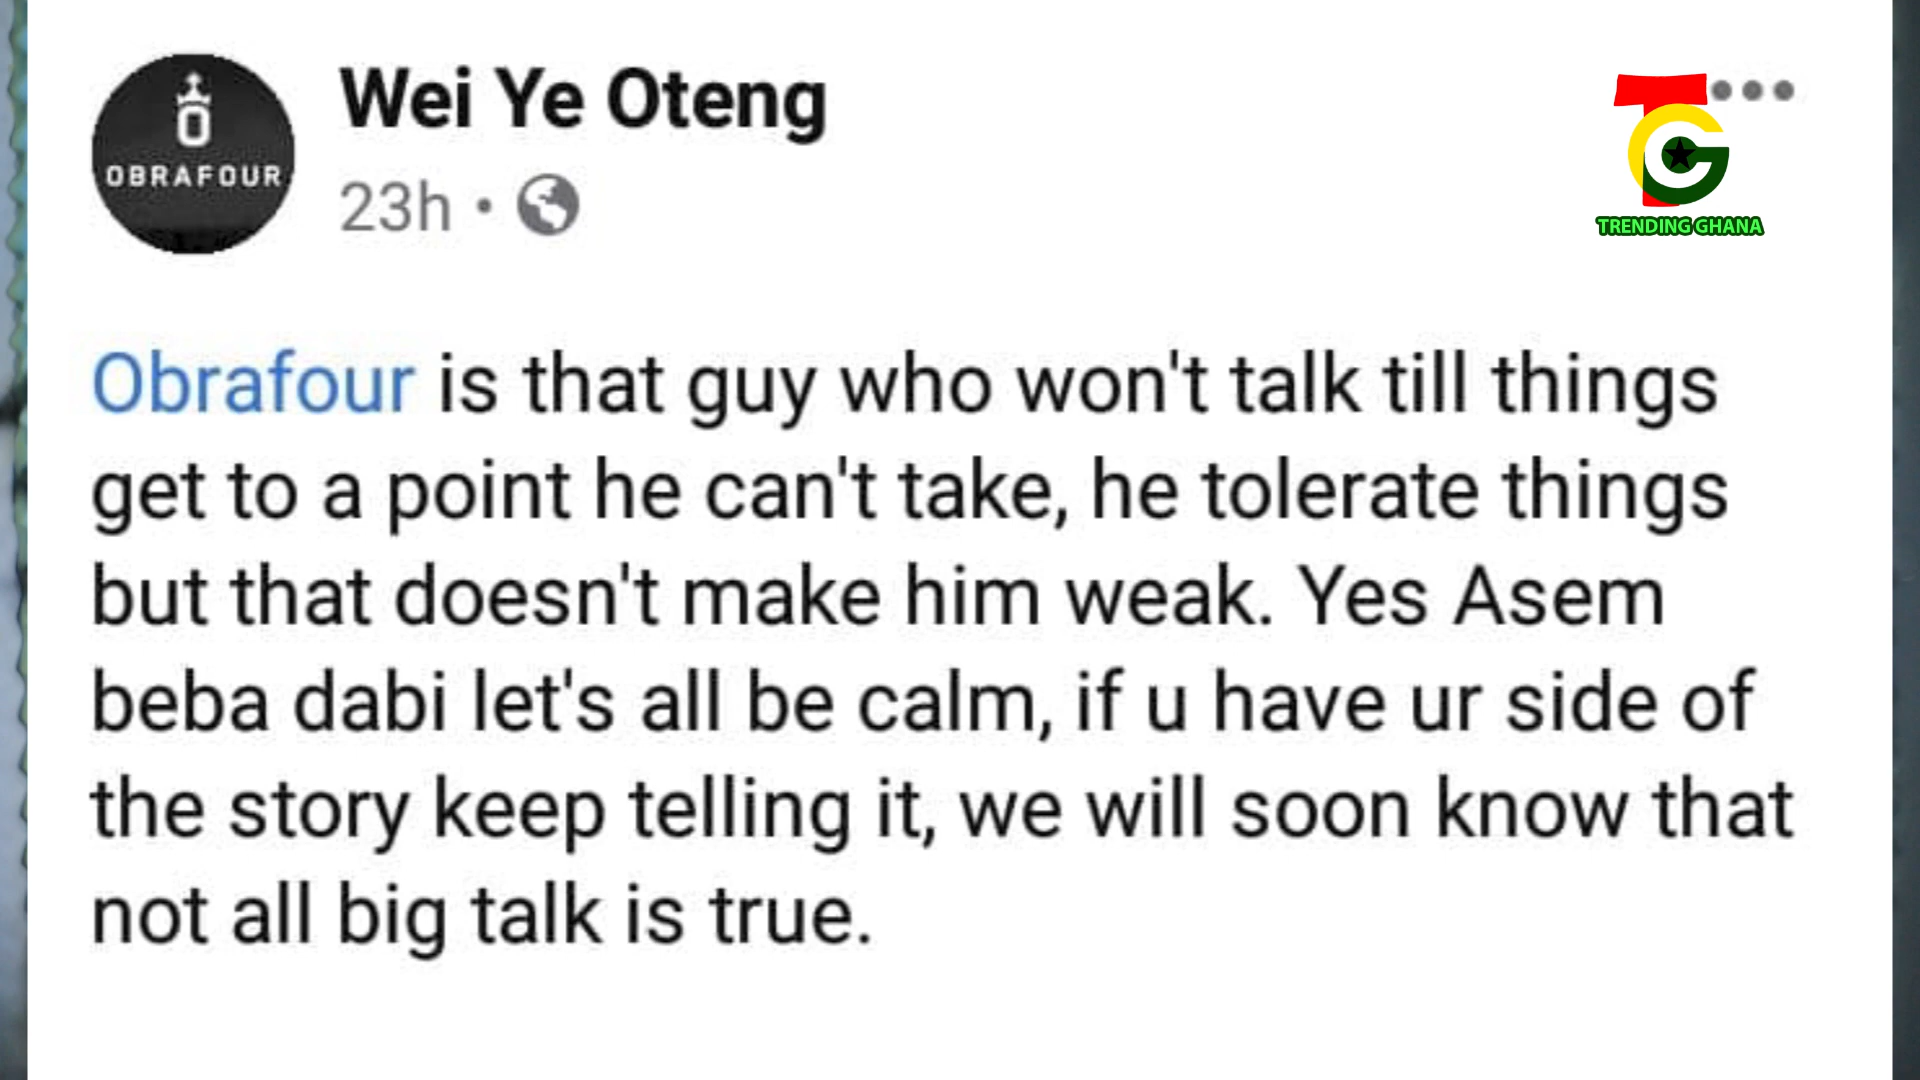 Wei Ye Oteng
23h •
Ō
OBRAFOUR
TG
TRENDING GHANA
Obrafour is that guy who won't talk till things
get to a point he can't take, he tolerate things
but that doesn't make him weak. Yes Asem
beba dabi let's all be calm, if u have ur side of
the story keep telling it, we will soon know that
not all big talk is true.